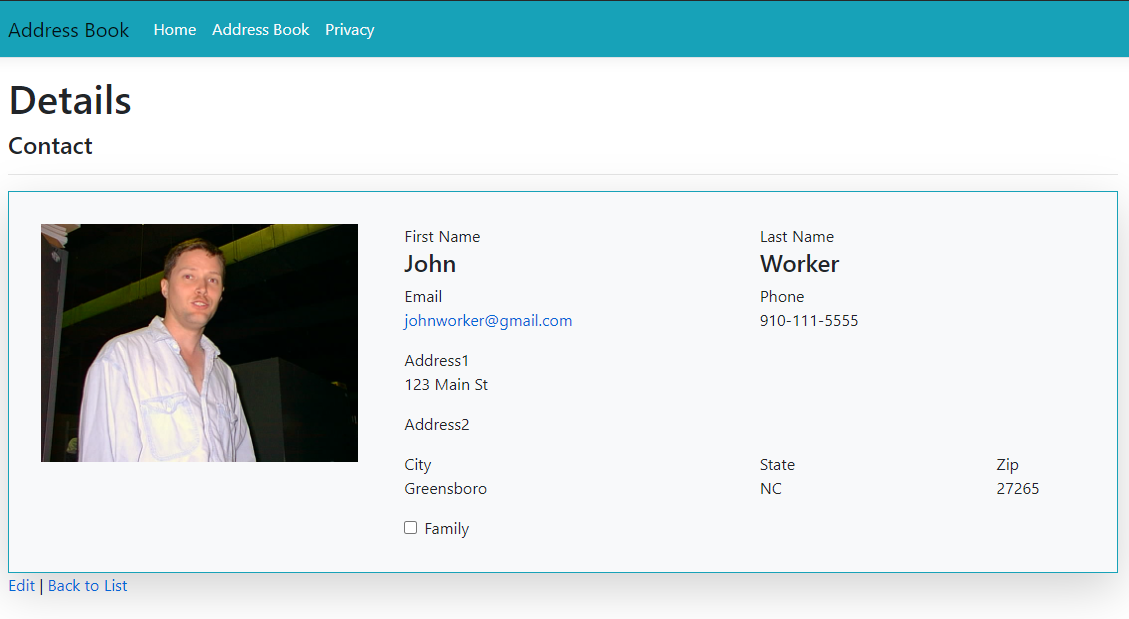 Address Book Home Address Book Privacy
Details
Contact
First Name Last Name
John Worker
Email Phone
johnworker@gmail.com 910-111-5555
Address1
123 Main St
Address2
City State Zip
Greensboro NC 27265
Family
Edit | Back to List